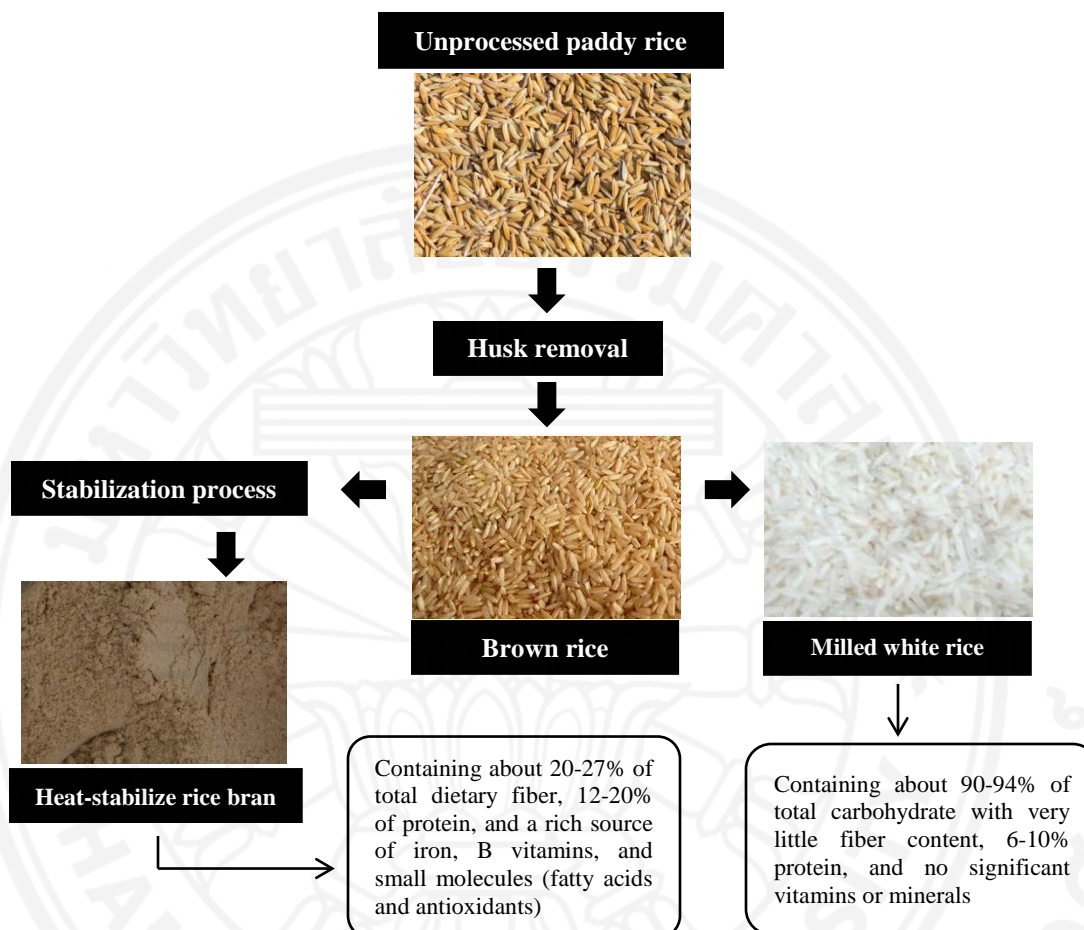 Unprocessed paddy rice
Husk removal
Stabilization process
Brown rice
Milled white rice
Heat-stabilize rice bran
Containing about 20-27% of
total dietary fiber, 12-20%
of protein, and a rich source
of iron, B vitamins, and
small molecules (fatty acids
and antioxidants)
Containing about 90-94% of
total carbohydrate with very
little fiber content, 6-10%
protein, and no significant
vitamins or minerals